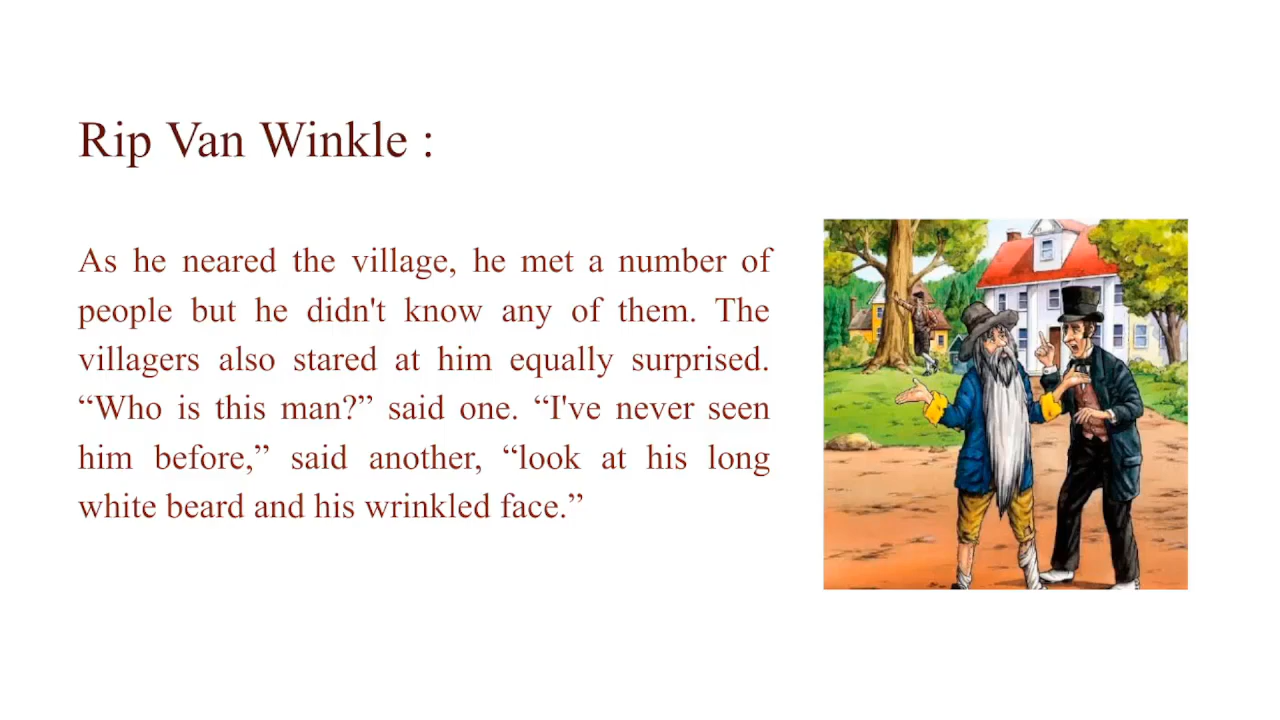 Rip Van Winkle :
As he neared the village, he met a number of
people but he didn't know any of them. The
villagers also stared at him equally surprised.
“Who is this man?” said one. “I've never seen
him before,” said another, “look at his long
white beard and his wrinkled face.”